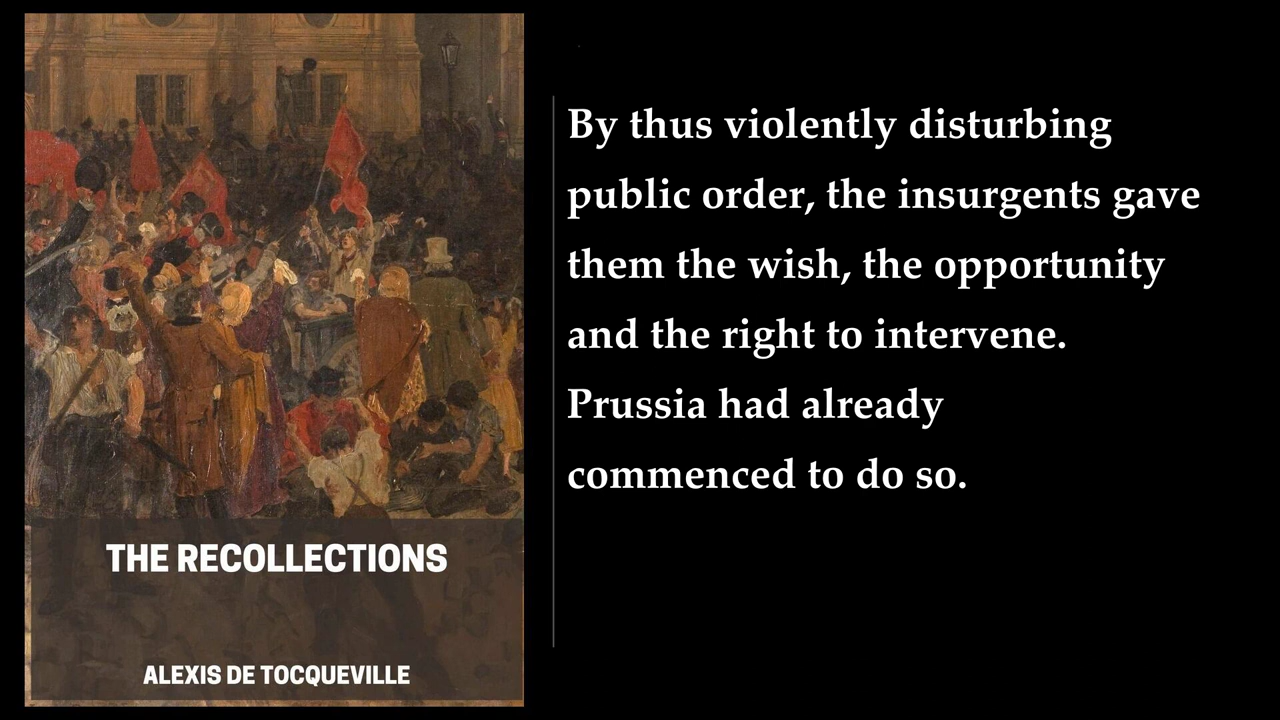 THE RECOLLECTIONS
ALEXIS DE TOCQUEVILLE
By thus violently disturbing
public order, the insurgents gave
them the wish, the opportunity
and the right to intervene.
Prussia had already
commenced to do so.